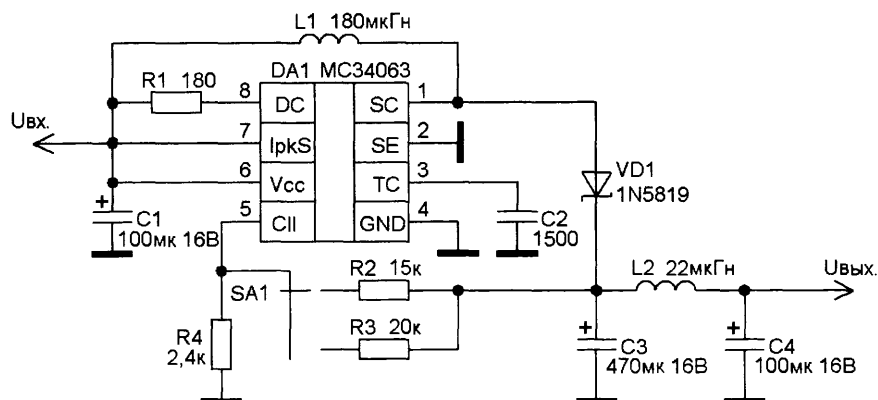 L1 180мкГн
DA1 MC34063
R1 180
8 DC SC 1
Uвх.
7 IpkS SE 2
6 Vcc TC 3
5 CII GND 4
+
C1
100мк 16В
C2
1500
VD1
1N5819
L2 22мкГн
Uвых.
SA1
R2 15к
R3 20к
R4
2,4к
+
C3
470мк 16В
+
C4
100мк 16В